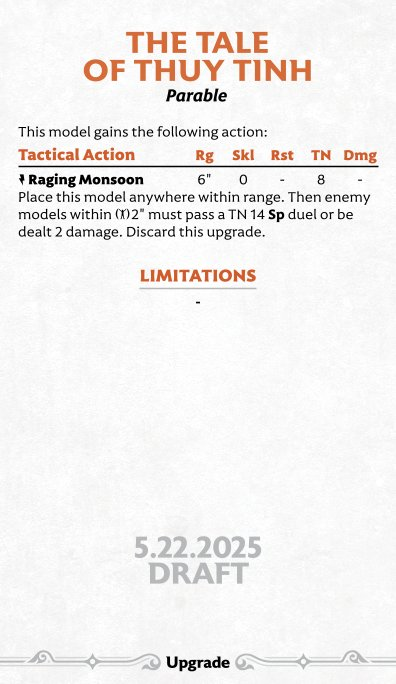 THE TALE
OF THUY TINH
Parable
This model gains the following action:
Tactical Action Rg Skl Rst TN Dmg
Raging Monsoon 6" 0 - 8 -
Place this model anywhere within range. Then enemy
models within 2" must pass a TN 14 Sp duel or be
dealt 2 damage. Discard this upgrade.
LIMITATIONS
-
5.22.2025
DRAFT
Upgrade